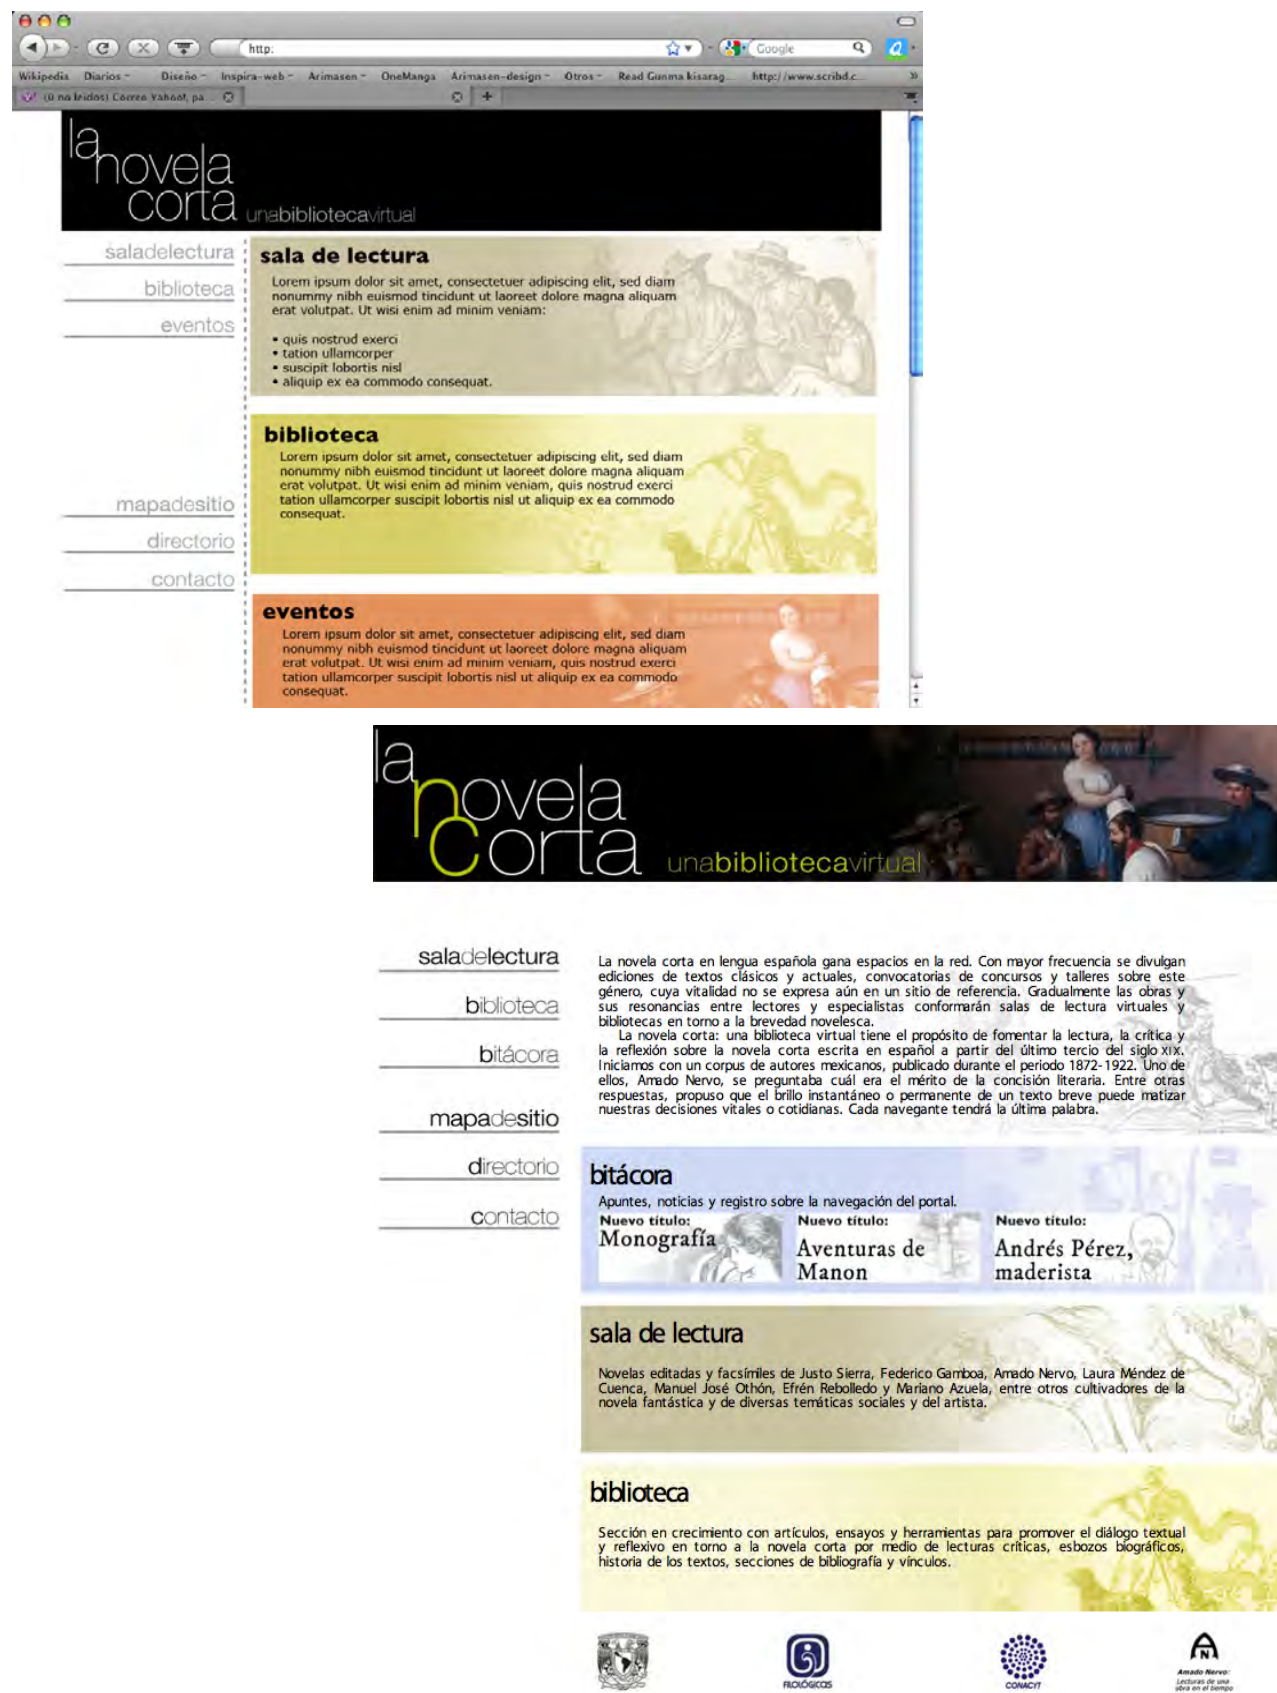 http:
Google
Wikipedia Diarios Diseño Inspira-web Arimasen OneManga Arimasen-design Otros Read Gunma kisarag... http://www.scribd.c...
(0 no leídos) Correo Yahoo!, pa...
la
novela
corta unabibliotecavirtual
saladelectura
biblioteca
eventos
mapadesitio
directorio
contacto
sala de lectura
Lorem ipsum dolor sit amet, consectetuer adipiscing elit, sed diam
nonummy nibh euismod tincidunt ut laoreet dolore magna aliquam
erat volutpat. Ut wisi enim ad minim veniam:
• quis nostrud exerci
• tation ullamcorper
• suscipit lobortis nisl
• aliquip ex ea commodo consequat.
biblioteca
Lorem ipsum dolor sit amet, consectetuer adipiscing elit, sed diam
nonummy nibh euismod tincidunt ut laoreet dolore magna aliquam
erat volutpat. Ut wisi enim ad minim veniam, quis nostrud exerci
tation ullamcorper suscipit lobortis nisl ut aliquip ex ea commodo
consequat.
eventos
Lorem ipsum dolor sit amet, consectetuer adipiscing elit, sed diam
nonummy nibh euismod tincidunt ut laoreet dolore magna aliquam
erat volutpat. Ut wisi enim ad minim veniam, quis nostrud exerci
tation ullamcorper suscipit lobortis nisl ut aliquip ex ea commodo
consequat.
la
novela
corta unabibliotecavirtual
saladelectura
biblioteca
bitácora
mapadesitio
directorio
contacto
La novela corta en lengua española gana espacios en la red. Con mayor frecuencia se divulgan
ediciones de textos clásicos y actuales, convocatorias de concursos y talleres sobre este
género, cuya vitalidad no se expresa aún en un sitio de referencia. Gradualmente las obras y
sus resonancias entre lectores y especialistas conformarán salas de lectura virtuales y
bibliotecas en torno a la brevedad novelesca.
La novela corta: una biblioteca virtual tiene el propósito de fomentar la lectura, la crítica y
la reflexión sobre la novela corta escrita en español a partir del último tercio del siglo XIX.
Iniciamos con un corpus de autores mexicanos, publicado durante el periodo 1872-1922. Uno de
ellos, Amado Nervo, se preguntaba cuál era el mérito de la concisión literaria. Entre otras
respuestas, propuso que el brillo instantáneo o permanente de un texto breve puede matizar
nuestras decisiones vitales o cotidianas. Cada navegante tendrá la última palabra.
bitácora
Apuntes, noticias y registro sobre la navegación del portal.
Nuevo título:
Monografía
Nuevo título:
Aventuras de
Manon
Nuevo título:
Andrés Pérez,
maderista
sala de lectura
Novelas editadas y facsímiles de Justo Sierra, Federico Gamboa, Amado Nervo, Laura Méndez de
Cuenca, Manuel José Othón, Efrén Rebolledo y Mariano Azuela, entre otros cultivadores de la
novela fantástica y de diversas temáticas sociales y del artista.
biblioteca
Sección en crecimiento con artículos, ensayos y herramientas para promover el diálogo textual
y reflexivo en torno a la novela corta por medio de lecturas críticas, esbozos biográficos,
historia de los textos, secciones de bibliografía y vínculos.
FILOLÓGICAS
CONACYT
AN
Amado Nervo:
Lecturas de una
obra en el tiempo